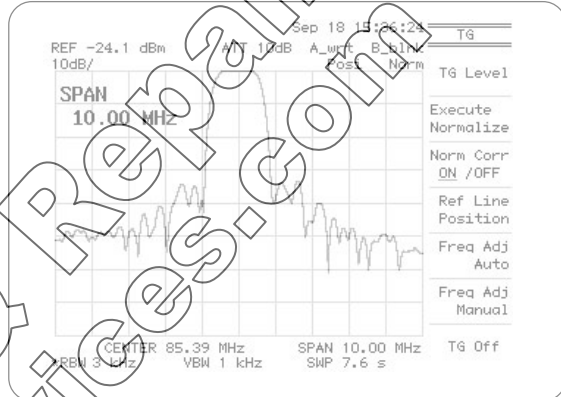 Sep 18 15:36:24
TG
REF -24.1 dBm ATT 10dB A_wrt B_blnk
10dB/ Posi Norm
SPAN
10.00 MHz
TG Level
Execute
Normalize
Norm Corr
ON /OFF
Ref Line
Position
Freq Adj
Auto
Freq Adj
Manual
TG Off
CENTER 85.39 MHz SPAN 10.00 MHz
*RBW 3 kHz VBW 1 kHz SWP 7.6 s
& Repair
vices.com